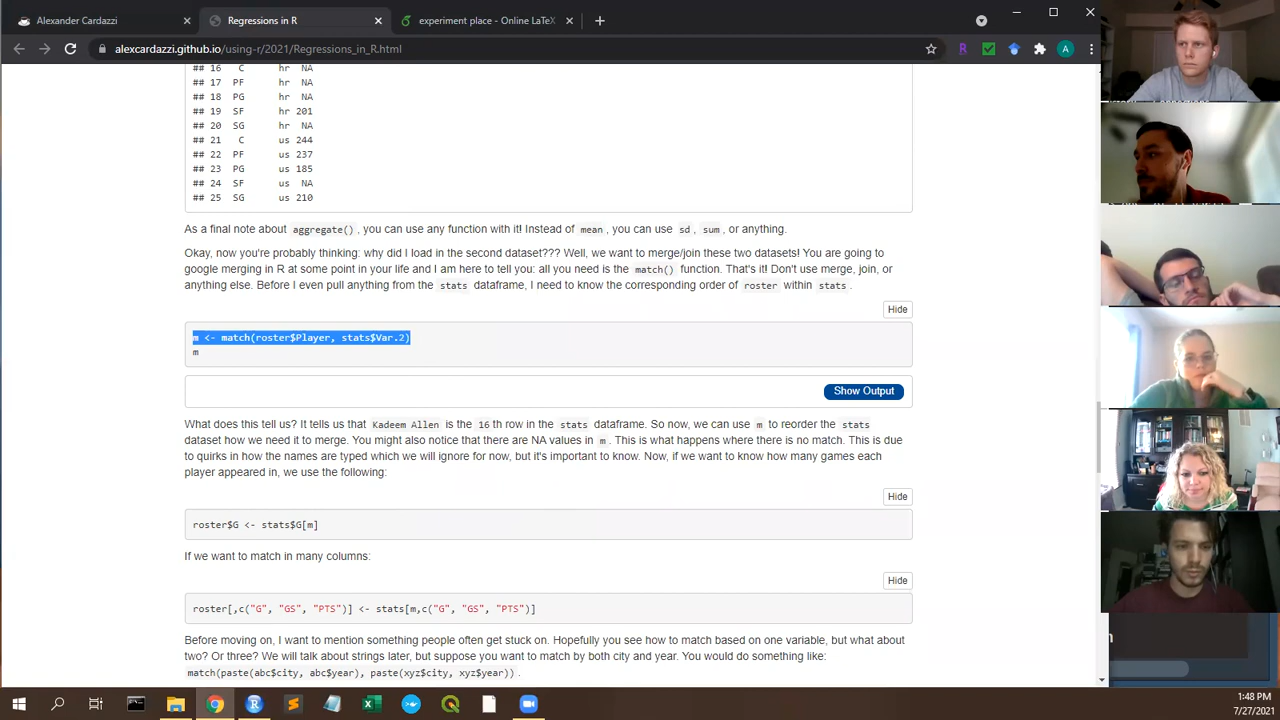 Alexander Cardazzi
Regressions in R
experiment place - Online LaTeX
alexcardazzi.github.io/using-r/2021/Regressions_in_R.html
R
A
## 16 C hr NA
## 17 PF hr NA
## 18 PG hr NA
## 19 SF hr 201
## 20 SG hr NA
## 21 C us 244
## 22 PF us 237
## 23 PG us 185
## 24 SF us NA
## 25 SG us 210
As a final note about aggregate() , you can use any function with it! Instead of mean , you can use sd , sum , or anything.
Okay, now you're probably thinking: why did I load in the second dataset??? Well, we want to merge/join these two datasets! You are going to
google merging in R at some point in your life and I am here to tell you: all you need is the match() function. That's it! Don't use merge, join, or
anything else. Before I even pull anything from the stats dataframe, I need to know the corresponding order of roster within stats .
Hide
m <- match(roster$Player, stats$Var.2)
m
Show Output
What does this tell us? It tells us that Kadeem Allen is the 16 th row in the stats dataframe. So now, we can use m to reorder the stats
dataset how we need it to merge. You might also notice that there are NA values in m . This is what happens where there is no match. This is due
to quirks in how the names are typed which we will ignore for now, but it's important to know. Now, if we want to know how many games each
player appeared in, we use the following:
Hide
roster$G <- stats$G[m]
If we want to match in many columns:
Hide
roster[,c("G", "GS", "PTS")] <- stats[m,c("G", "GS", "PTS")]
Before moving on, I want to mention something people often get stuck on. Hopefully you see how to match based on one variable, but what about
two? Or three? We will talk about strings later, but suppose you want to match by both city and year. You would do something like:
match(paste(abc$city, abc$year), paste(xyz$city, xyz$year)) .
1:48 PM
7/27/2021